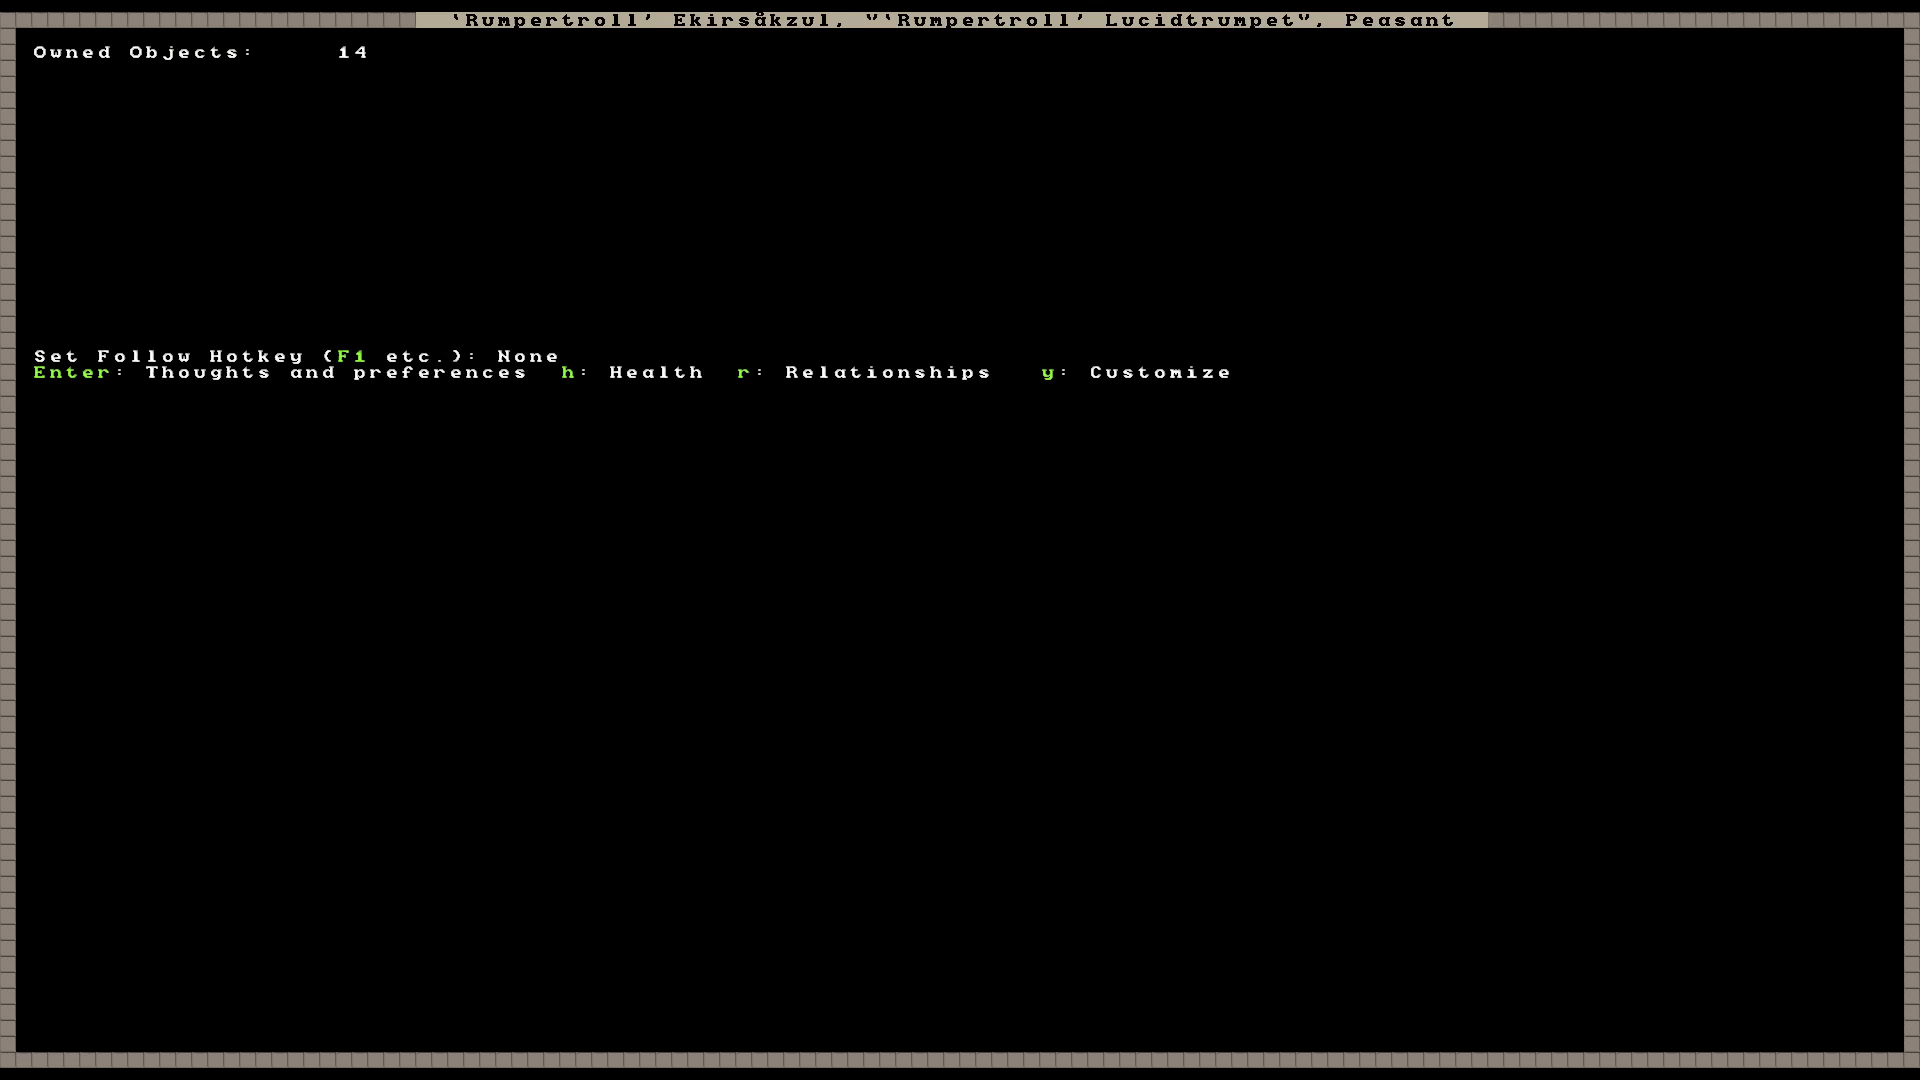 `Rumpertroll' Ekirsåkzul, "`Rumpertroll' Lucidtrumpet", Peasant
Owned Objects: 14
Set Follow Hotkey (F1 etc.): None
Enter: Thoughts and preferences h: Health r: Relationships y: Customize